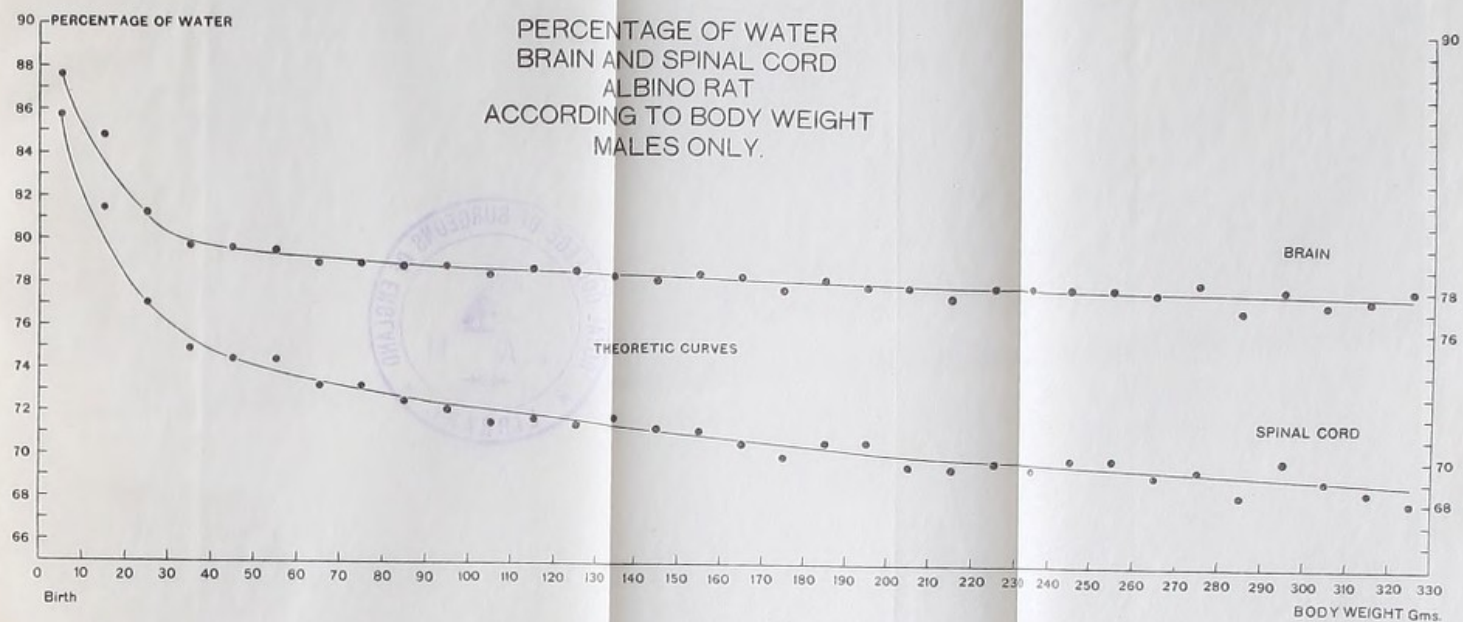 PERCENTAGE OF WATER
BRAIN AND SPINAL CORD
ALBINO RAT
ACCORDING TO BODY WEIGHT
MALES ONLY.
PERCENTAGE OF WATER
90
88
86
84
82
80
78
76
74
72
70
68
66
90
78
76
70
68
BRAIN
THEORETIC CURVES
SPINAL CORD
0 10 20 30 40 50 60 70 80 90 100 110 120 130 140 150 160 170 180 190 200 210 220 230 240 250 260 270 280 290 300 310 320 330
Birth
BODY WEIGHT Gms.
OF SURGEONS OF ENGLAND